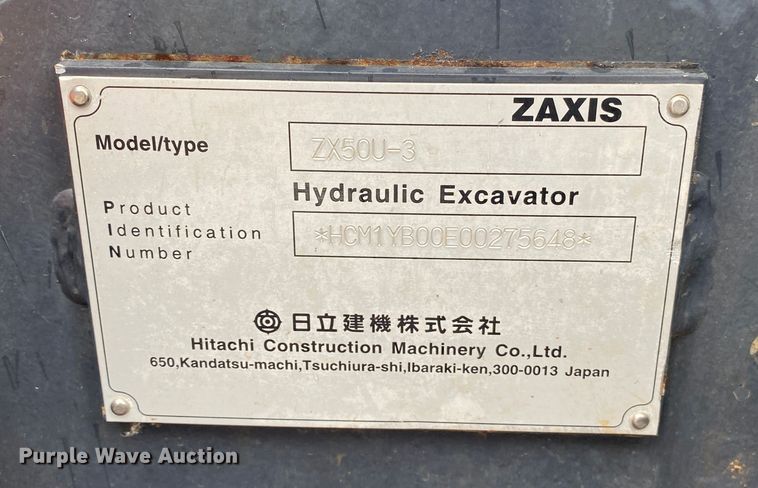 ZAXIS
Model/type ZX50U-3
Hydraulic Excavator
Product
Identification *HCM1YB00E00275648*
Number
日立建機株式会社
Hitachi Construction Machinery Co.,Ltd.
650,Kandatsu-machi,Tsuchiura-shi,Ibaraki-ken,300-0013 Japan
Purple Wave Auction